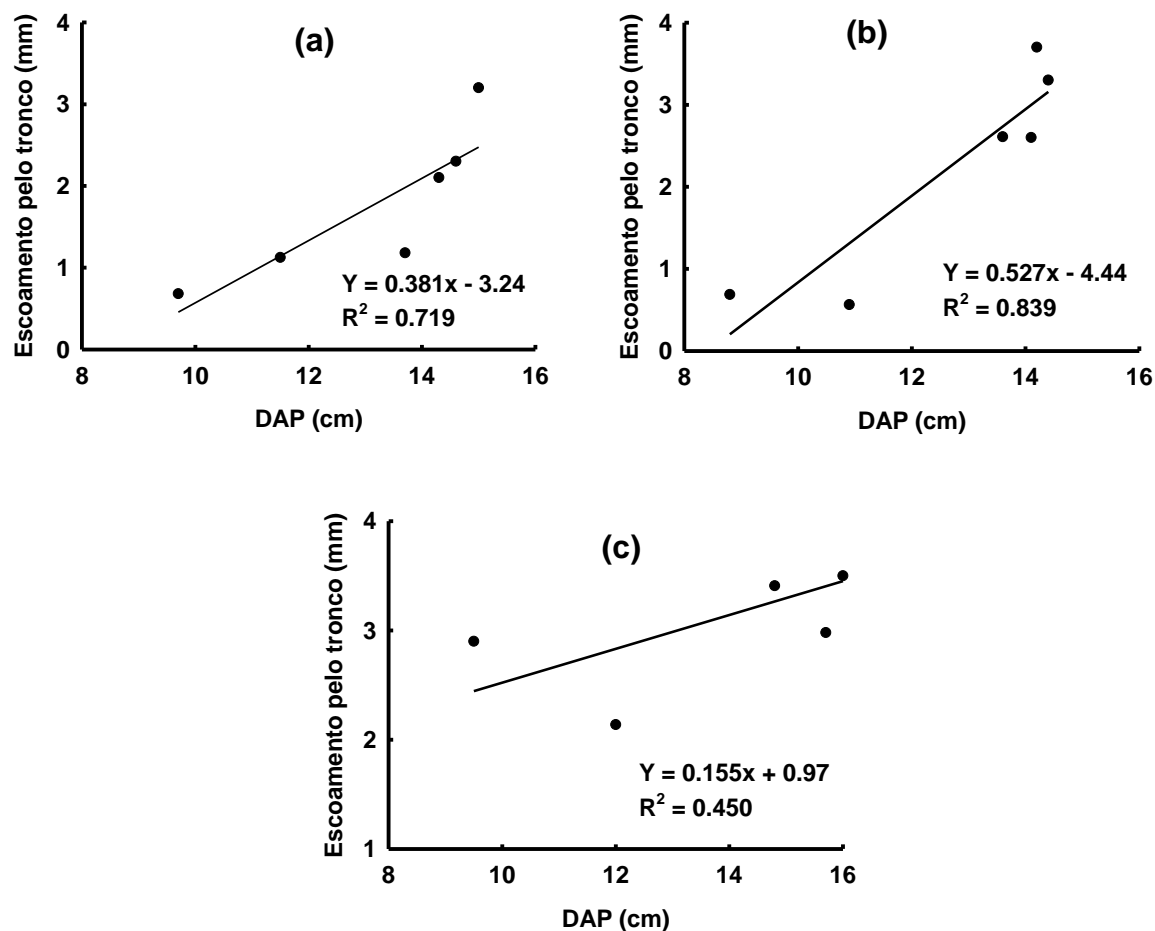 (a)
Escoamento pelo tronco (mm)
4
3
2
1
0
Y = 0.381x - 3.24
R² = 0.719
8 10 12 14 16
DAP (cm)
(b)
Escoamento pelo tronco (mm)
4
3
2
1
0
Y = 0.527x - 4.44
R² = 0.839
8 10 12 14 16
DAP (cm)
(c)
Escoamento pelo tronco (mm)
4
3
2
1
Y = 0.155x + 0.97
R² = 0.450
8 10 12 14 16
DAP (cm)